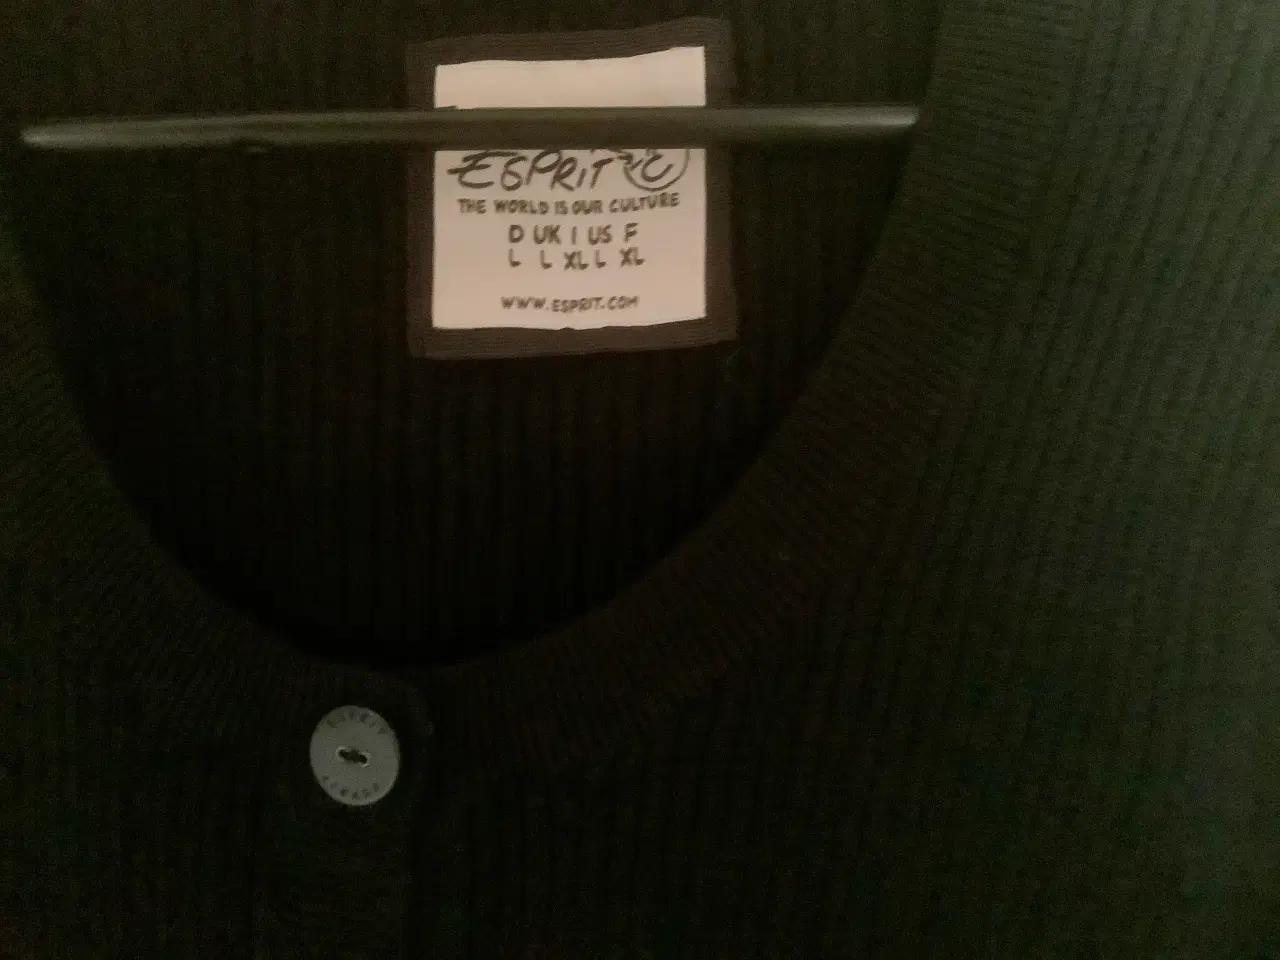 ESPRIT
THE WORLD IS OUR CULTURE
D UK I US F
L L XL L XL
WWW.ESPRIT.COM
ESPRIT